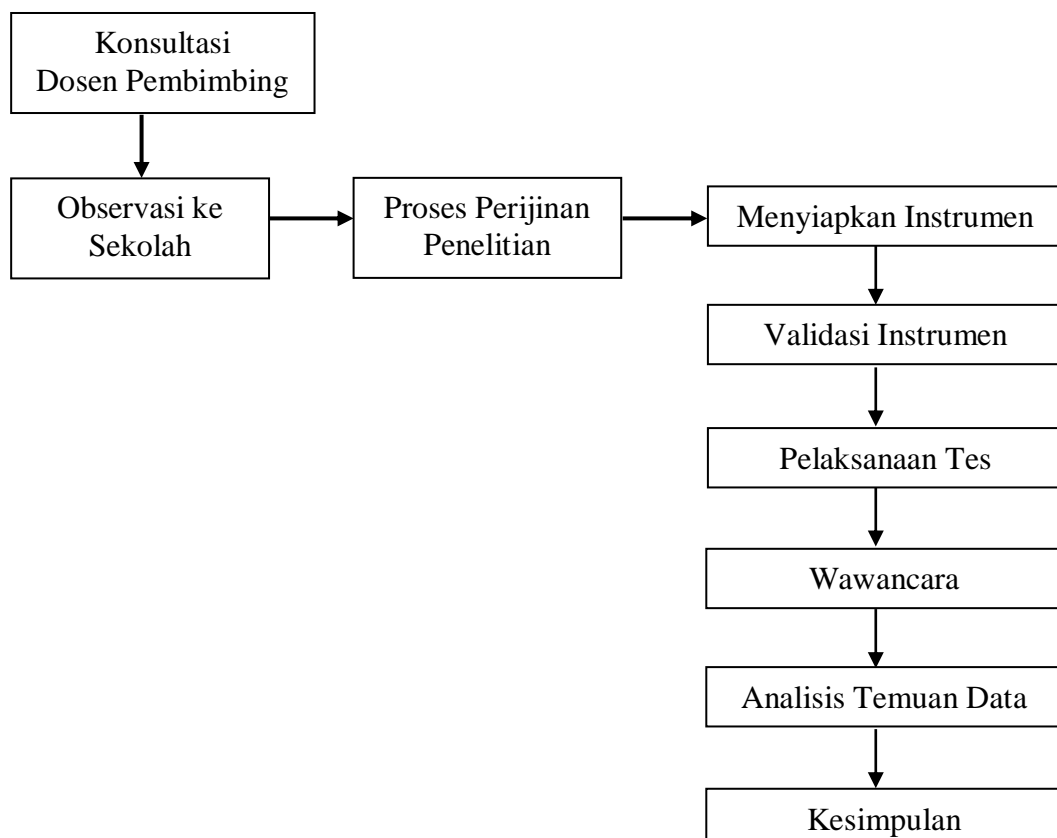 Konsultasi
Dosen Pembimbing
Observasi ke
Sekolah
Proses Perijinan
Penelitian
Menyiapkan Instrumen
Validasi Instrumen
Pelaksanaan Tes
Wawancara
Analisis Temuan Data
Kesimpulan